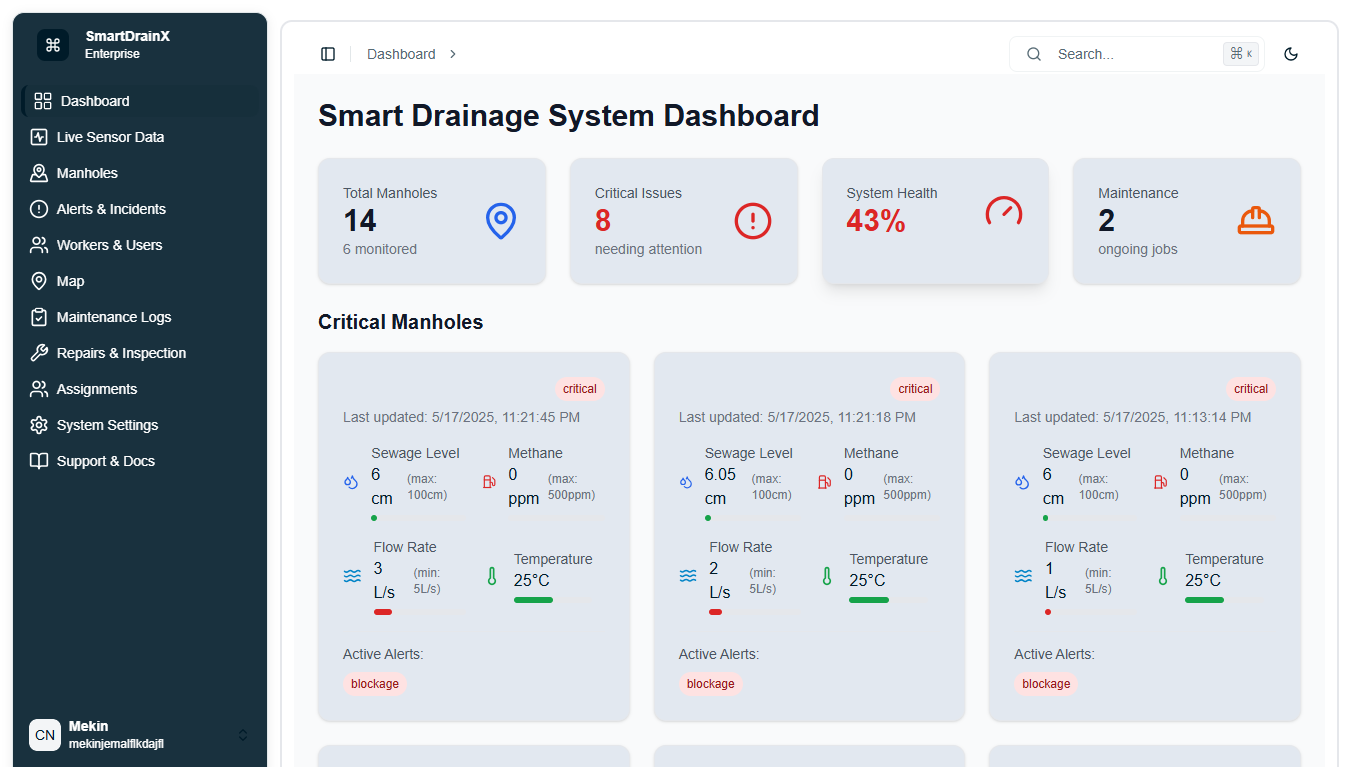 SmartDrainX
Enterprise
Dashboard
Live Sensor Data
Manholes
Alerts & Incidents
Workers & Users
Map
Maintenance Logs
Repairs & Inspection
Assignments
System Settings
Support & Docs
CN
Mekin
mekinjemalflkdajfl
Dashboard
Search...
⌘ K
Smart Drainage System Dashboard
Total Manholes
14
6 monitored
Critical Issues
8
needing attention
System Health
43%
Maintenance
2
ongoing jobs
Critical Manholes
critical
Last updated: 5/17/2025, 11:21:45 PM
Sewage Level
6 cm
(max: 100cm)
Methane
0 ppm
(max: 500ppm)
Flow Rate
3 L/s
(min: 5L/s)
Temperature
25°C
Active Alerts:
blockage
critical
Last updated: 5/17/2025, 11:21:18 PM
Sewage Level
6.05 cm
(max: 100cm)
Methane
0 ppm
(max: 500ppm)
Flow Rate
2 L/s
(min: 5L/s)
Temperature
25°C
Active Alerts:
blockage
critical
Last updated: 5/17/2025, 11:13:14 PM
Sewage Level
6 cm
(max: 100cm)
Methane
0 ppm
(max: 500ppm)
Flow Rate
1 L/s
(min: 5L/s)
Temperature
25°C
Active Alerts:
blockage